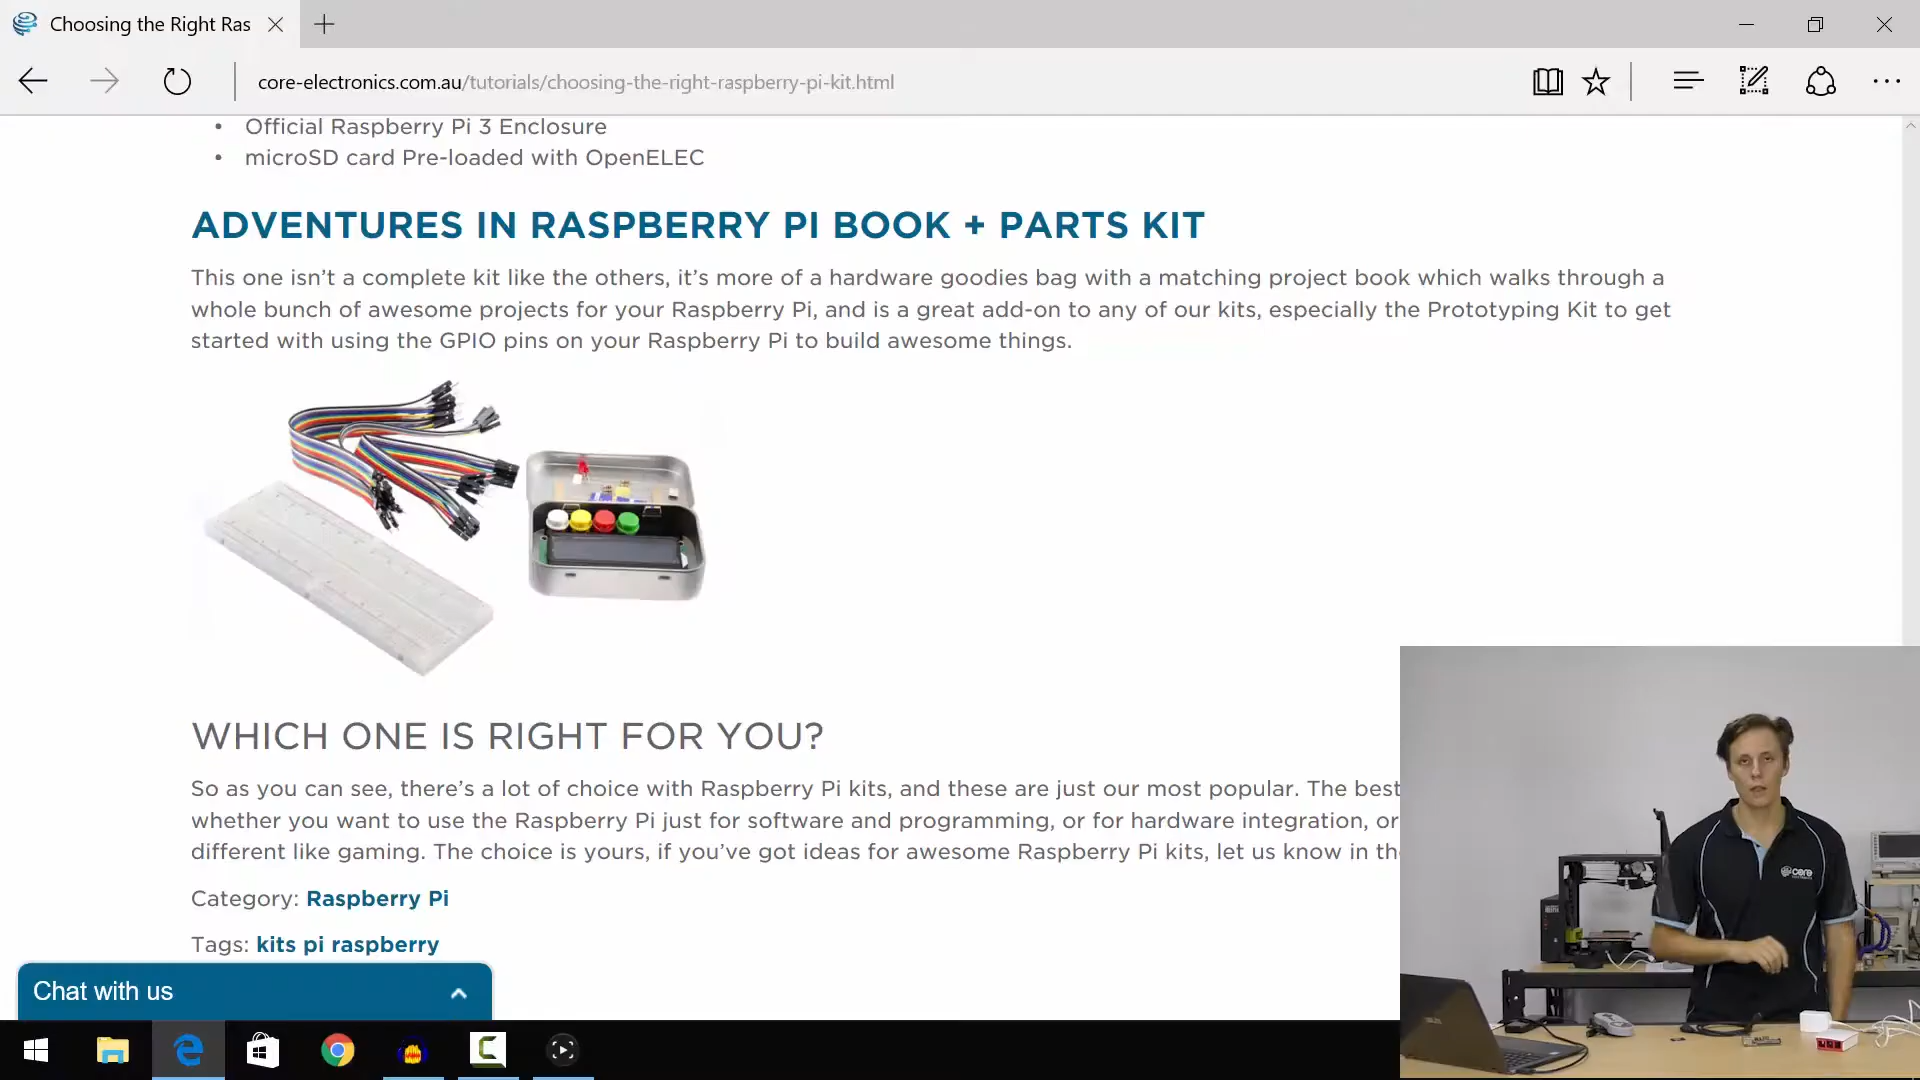 Choosing the Right Ras
core-electronics.com.au/tutorials/choosing-the-right-raspberry-pi-kit.html
• Official Raspberry Pi 3 Enclosure
• microSD card Pre-loaded with OpenELEC
ADVENTURES IN RASPBERRY PI BOOK + PARTS KIT
This one isn’t a complete kit like the others, it’s more of a hardware goodies bag with a matching project book which walks through a
whole bunch of awesome projects for your Raspberry Pi, and is a great add-on to any of our kits, especially the Prototyping Kit to get
started with using the GPIO pins on your Raspberry Pi to build awesome things.
WHICH ONE IS RIGHT FOR YOU?
So as you can see, there’s a lot of choice with Raspberry Pi kits, and these are just our most popular. The best
whether you want to use the Raspberry Pi just for software and programming, or for hardware integration, or
different like gaming. The choice is yours, if you’ve got ideas for awesome Raspberry Pi kits, let us know in th
Category: Raspberry Pi
Tags: kits pi raspberry
Chat with us
core